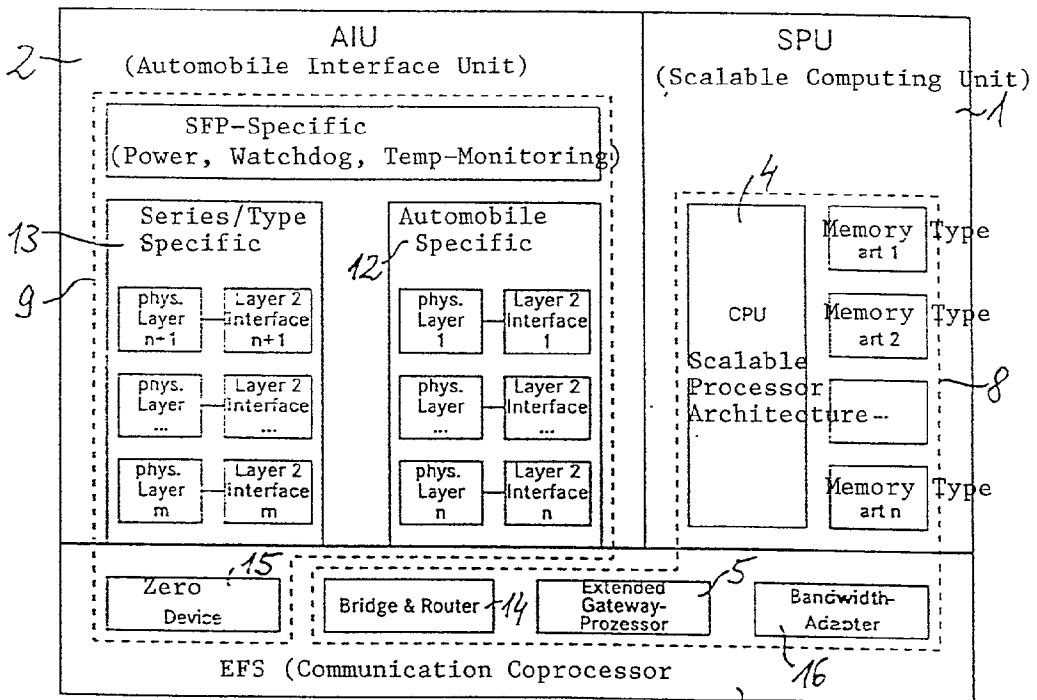 AIU
(Automobile Interface Unit)
2
SFP-Specific
(Power, Watchdog, Temp-Monitoring)
Series/Type
Specific
13
9
phys.
Layer
n+1
Layer 2
Interface
n+1
phys.
Layer
...
Layer 2
Interface
...
phys.
Layer
m
Layer 2
Interface
m
Automobile
Specific
12
phys.
Layer
1
Layer 2
Interface
1
phys.
Layer
...
Layer 2
Interface
...
phys.
Layer
n
Layer 2
Interface
n
SPU
(Scalable Computing Unit)
1
4
CPU
Scalable
Processor
Architecture
Memory Type
art 1
Memory Type
art 2
...
Memory Type
art n
8
Zero
Device
15
Bridge & Router
14
Extended
Gateway-
Prozessor
5
Bandwidth-
Adapter
16
EFS (Communication Coprocessor